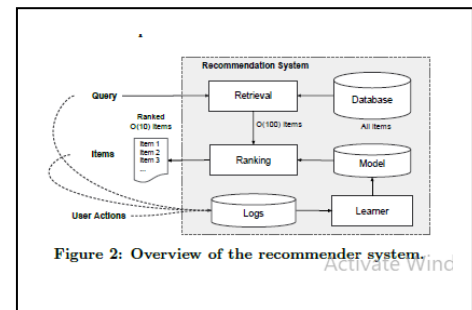 Recommendation System
Query
Retrieval
Database
Ranked
O(10) items
O(100) items
All items
Items
Item 1
Item 2
Item 3
...
Ranking
Model
User Actions
Logs
Learner
Figure 2: Overview of the recommender system.
Activate Wind